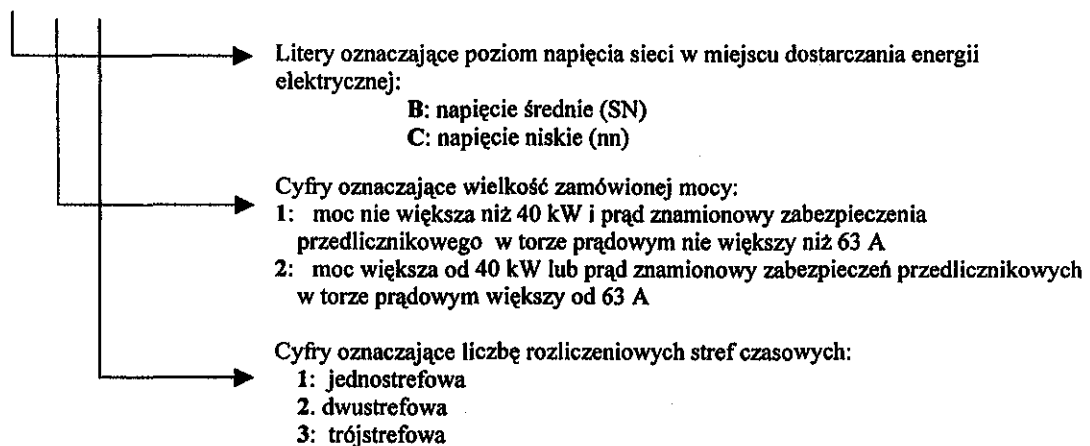 Litery oznaczające poziom napięcia sieci w miejscu dostarczania energii
elektrycznej:
B: napięcie średnie (SN)
C: napięcie niskie (nn)
Cyfry oznaczające wielkość zamówionej mocy:
1: moc nie większa niż 40 kW i prąd znamionowy zabezpieczenia
przedlicznikowego w torze prądowym nie większy niż 63 A
2: moc większa od 40 kW lub prąd znamionowy zabezpieczeń przedlicznikowych
w torze prądowym większy od 63 A
Cyfry oznaczające liczbę rozliczeniowych stref czasowych:
1: jednostrefowa
2. dwustrefowa
3: trójstrefowa